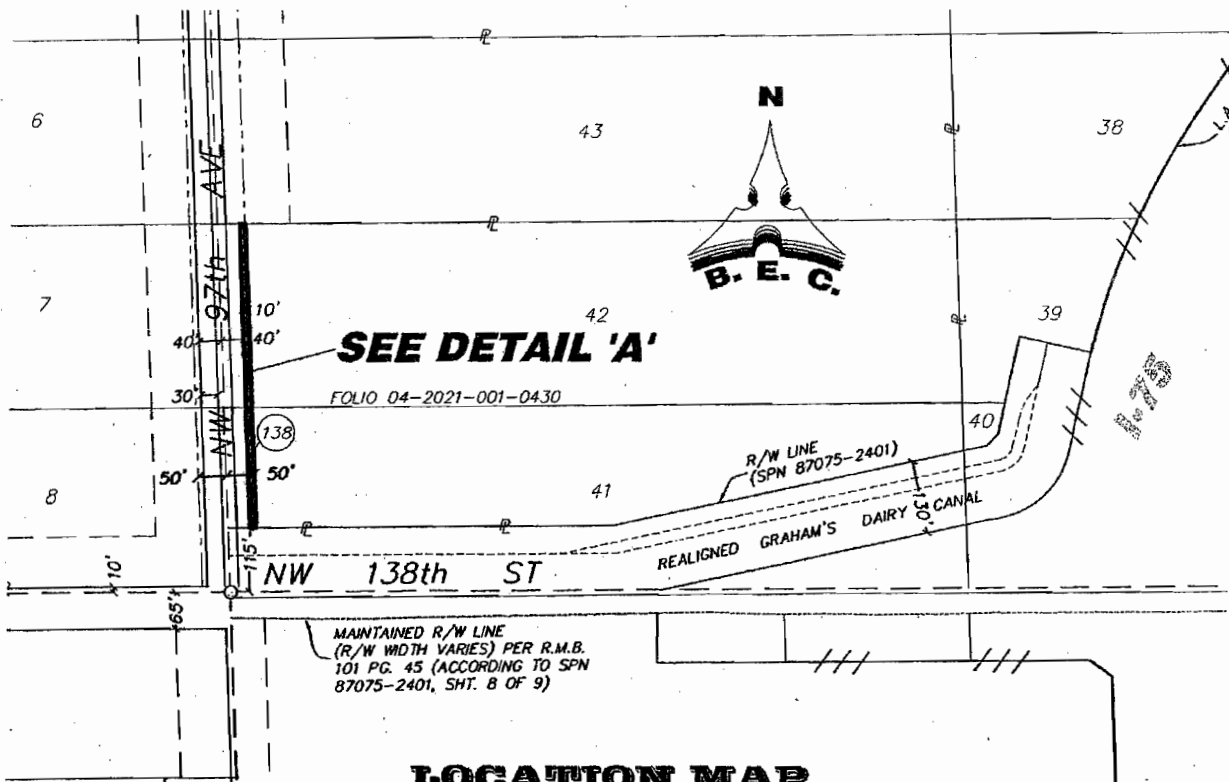 ℞
6
43
38
N
B. E. C.
NW 97th AVE
7
10'
40'
40'
42
39
SEE DETAIL 'A'
30'
FOLIO 04-2021-001-0430
I-75
138
40
R/W LINE
(SPN 87075-2401)
50'
50'
8
41
130'
REALIGNED GRAHAM'S DAIRY CANAL
115'
10'
NW 138th ST
65'
MAINTAINED R/W LINE
(R/W WIDTH VARIES) PER R.M.B.
101 PG. 45 (ACCORDING TO SPN
87075-2401, SHT. 8 OF 9)
LOCATION MAP